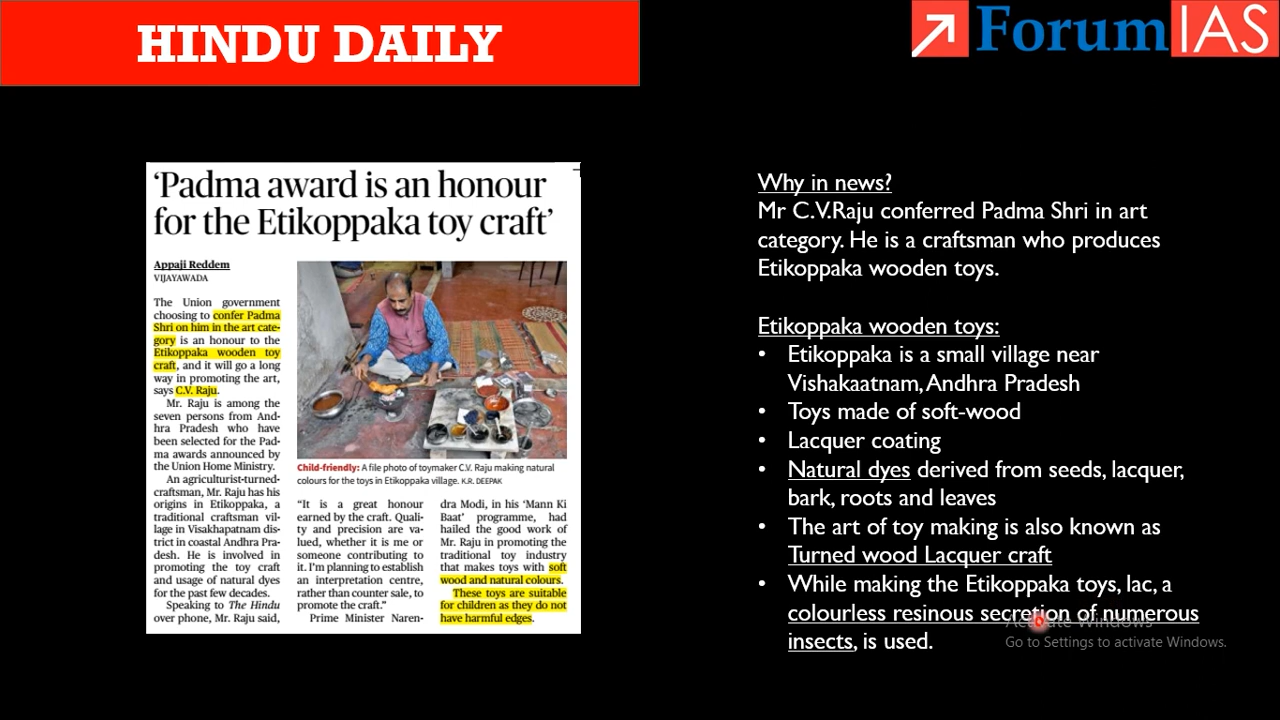 HINDU DAILY
ForumIAS
‘Padma award is an honour
for the Etikoppaka toy craft’
Appaji Reddem
VIJAYAWADA
The Union government
choosing to confer Padma
Shri on him in the art cate-
gory is an honour to the
Etikoppaka wooden toy
craft, and it will go a long
way in promoting the art,
says C.V. Raju.
Mr. Raju is among the
seven persons from And-
hra Pradesh who have
been selected for the Pad-
ma awards announced by
the Union Home Ministry.
An agriculturist-turned-
craftsman, Mr. Raju has his
origins in Etikoppaka, a
traditional craftsman vil-
lage in Visakhapatnam dis-
trict in coastal Andhra Pra-
desh. He is involved in
promoting the toy craft
and usage of natural dyes
for the past few decades.
Speaking to The Hindu
over phone, Mr. Raju said,
Child-friendly: A file photo of toymaker C.V. Raju making natural
colours for the toys in Etikoppaka village. K.R. DEEPAK
“It is a great honour
earned by the craft. Quali-
ty and precision are va-
lued, whether it is me or
someone contributing to
it. I’m planning to establish
an interpretation centre,
rather than counter sale, to
promote the craft.”
Prime Minister Naren-
dra Modi, in his ‘Mann Ki
Baat’ programme, had
hailed the good work of
Mr. Raju in promoting the
traditional toy industry
that makes toys with soft
wood and natural colours.
These toys are suitable
for children as they do not
have harmful edges.
Why in news?
Mr C.V.Raju conferred Padma Shri in art
category. He is a craftsman who produces
Etikoppaka wooden toys.
Etikoppaka wooden toys:
• Etikoppaka is a small village near
Vishakaatnam, Andhra Pradesh
• Toys made of soft-wood
• Lacquer coating
• Natural dyes derived from seeds, lacquer,
bark, roots and leaves
• The art of toy making is also known as
Turned wood Lacquer craft
• While making the Etikoppaka toys, lac, a
colourless resinous secretion of numerous
insects, is used.
Activate Windows
Go to Settings to activate Windows.